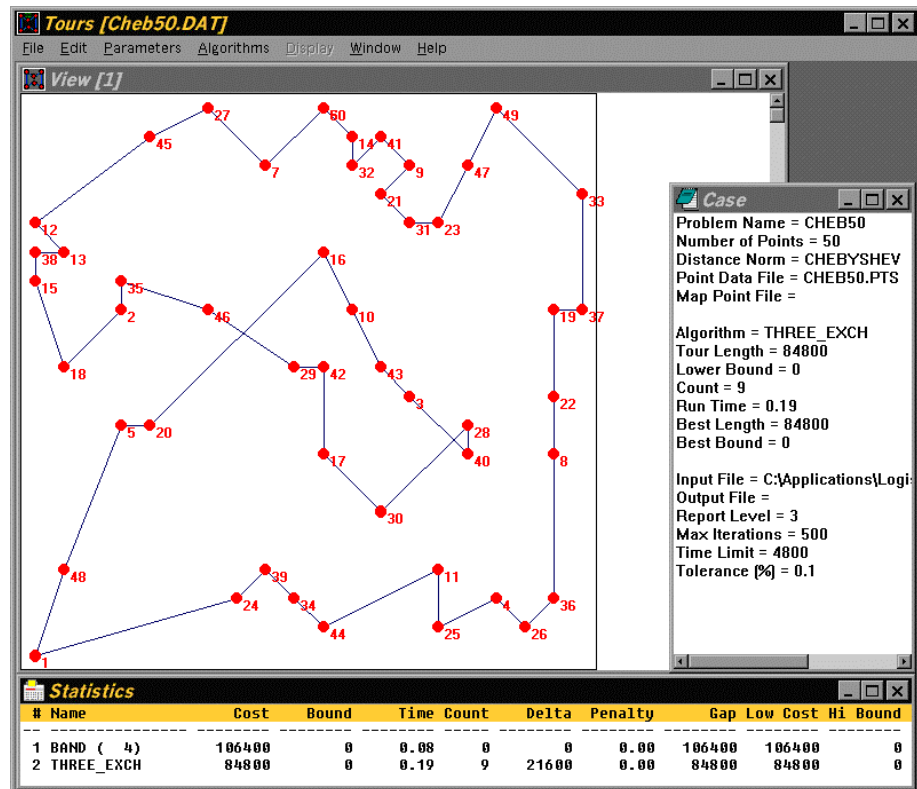 Tours [Cheb50.DAT]
File Edit Parameters Algorithms Display Window Help
View [1]
27
60
49
45
14
41
7
32
9
47
21
33
12
31
23
38
13
16
15
35
2
46
10
19
37
18
29
42
43
3
22
5
20
28
17
40
8
30
48
39
11
24
34
4
36
44
25
26
1
Case
Problem Name = CHEB50
Number of Points = 50
Distance Norm = CHEBYSHEV
Point Data File = CHEB50.PTS
Map Point File =
Algorithm = THREE_EXCH
Tour Length = 84800
Lower Bound = 0
Count = 9
Run Time = 0.19
Best Length = 84800
Best Bound = 0
Input File = C:\Applications\Logis
Output File =
Report Level = 3
Max Iterations = 500
Time Limit = 4800
Tolerance (%) = 0.1
Statistics
# Name Cost Bound Time Count Delta Penalty Gap Low Cost Hi Bound
-- ---------------- --------- --------- -------- ----- --------- -------- --------- --------- ---------
1 BAND ( 4) 106400 0 0.08 0 0 0.00 106400 106400 0
2 THREE_EXCH 84800 0 0.19 9 21600 0.00 84800 84800 0